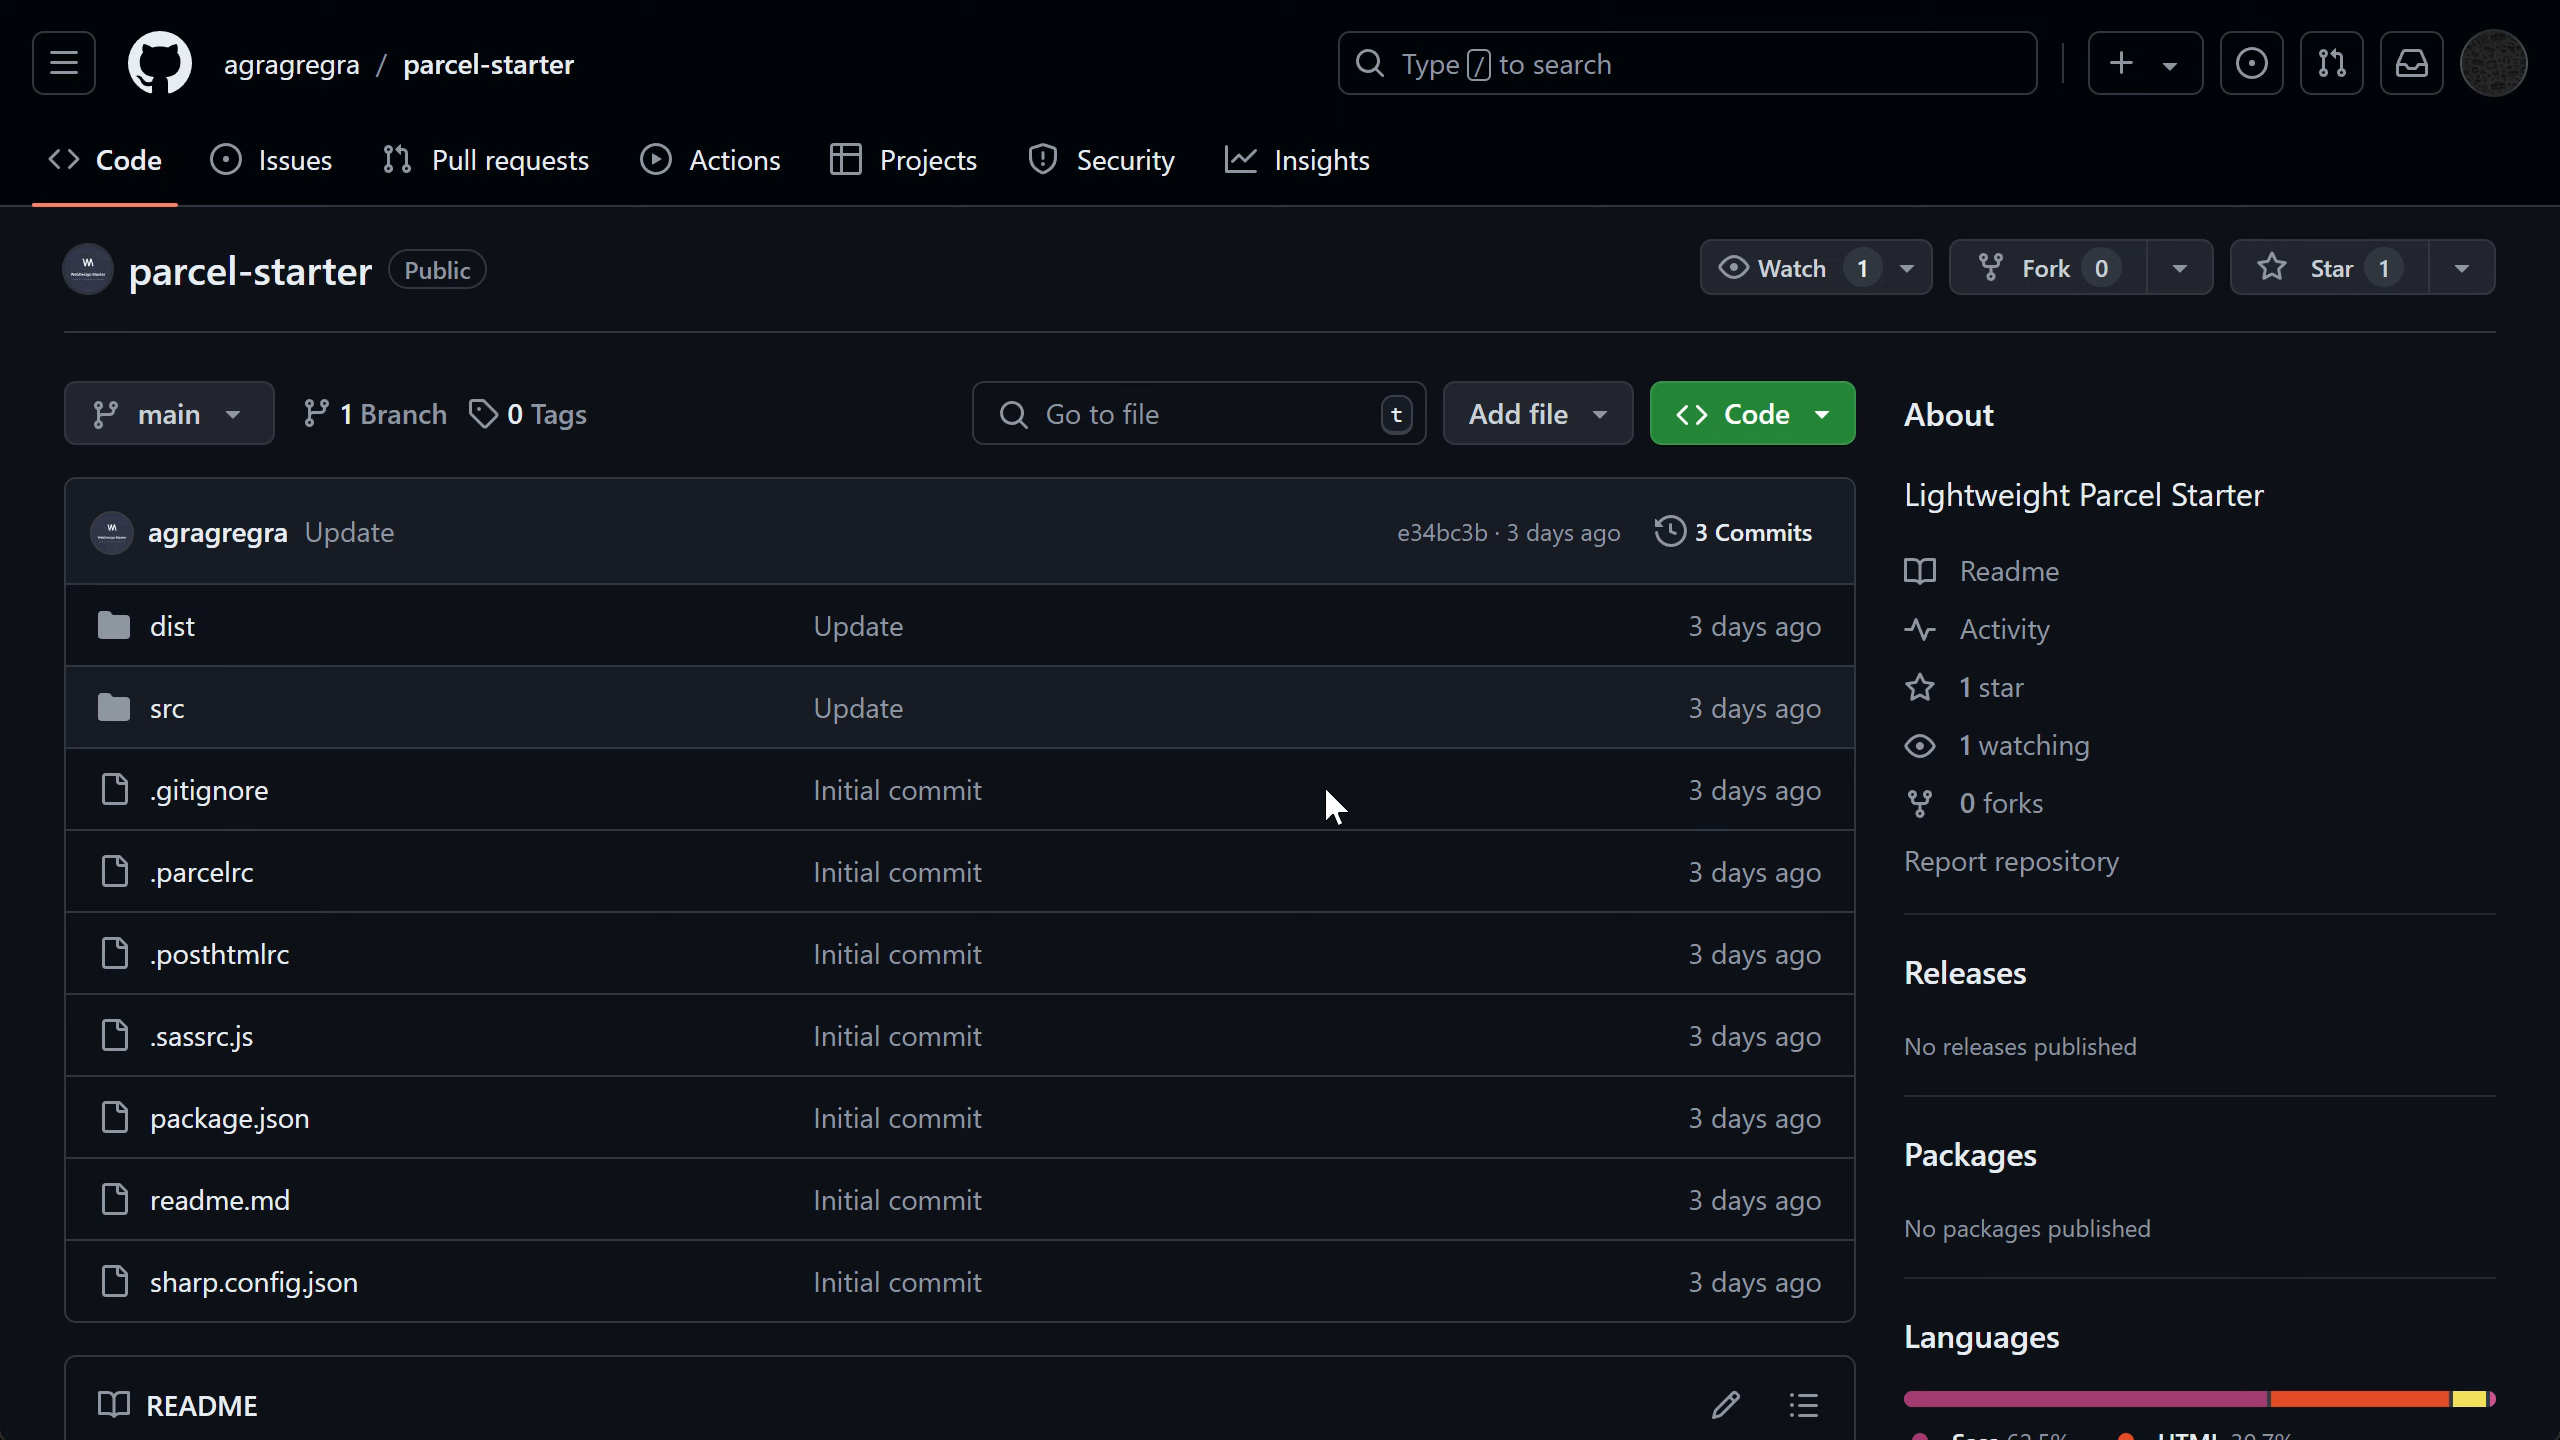 agragregra / parcel-starter
Type / to search
Code Issues Pull requests Actions Projects Security Insights
parcel-starter Public
Watch 1 Fork 0 Star 1
main 1 Branch 0 Tags Go to file t Add file Code
agragregra Update e34bc3b · 3 days ago 3 Commits
dist Update 3 days ago
src Update 3 days ago
.gitignore Initial commit 3 days ago
.parcelrc Initial commit 3 days ago
.posthtmlrc Initial commit 3 days ago
.sassrc.js Initial commit 3 days ago
package.json Initial commit 3 days ago
readme.md Initial commit 3 days ago
sharp.config.json Initial commit 3 days ago
README
About
Lightweight Parcel Starter
Readme
Activity
1 star
1 watching
0 forks
Report repository
Releases
No releases published
Packages
No packages published
Languages
HTML 30.7%